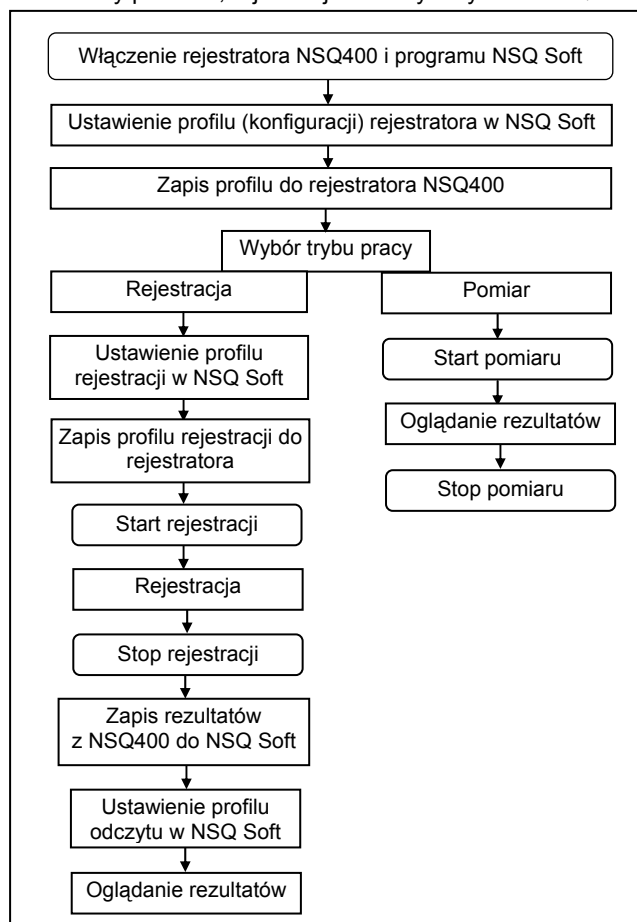 Włączenie rejestratora NSQ400 i programu NSQ Soft
Ustawienie profilu (konfiguracji) rejestratora w NSQ Soft
Zapis profilu do rejestratora NSQ400
Wybór trybu pracy
Rejestracja
Ustawienie profilu
rejestracji w NSQ Soft
Zapis profilu rejestracji do
rejestratora
Start rejestracji
Rejestracja
Stop rejestracji
Zapis rezultatów
z NSQ400 do NSQ Soft
Ustawienie profilu
odczytu w NSQ Soft
Oglądanie rezultatów
Pomiar
Start pomiaru
Oglądanie rezultatów
Stop pomiaru